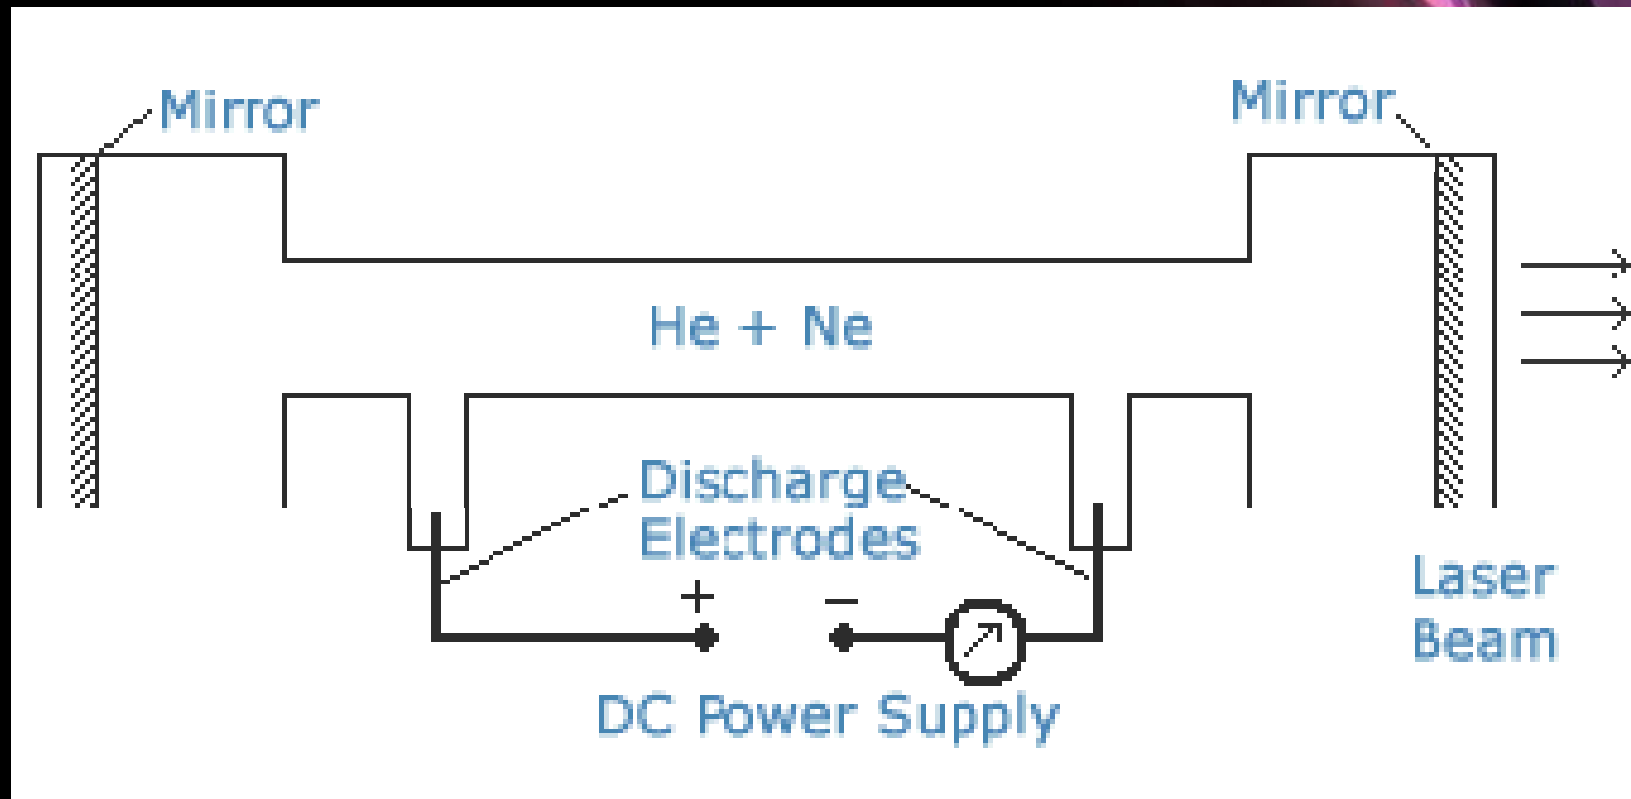 Mirror
Mirror
He + Ne
Discharge
Electrodes
+
−
Laser
Beam
DC Power Supply